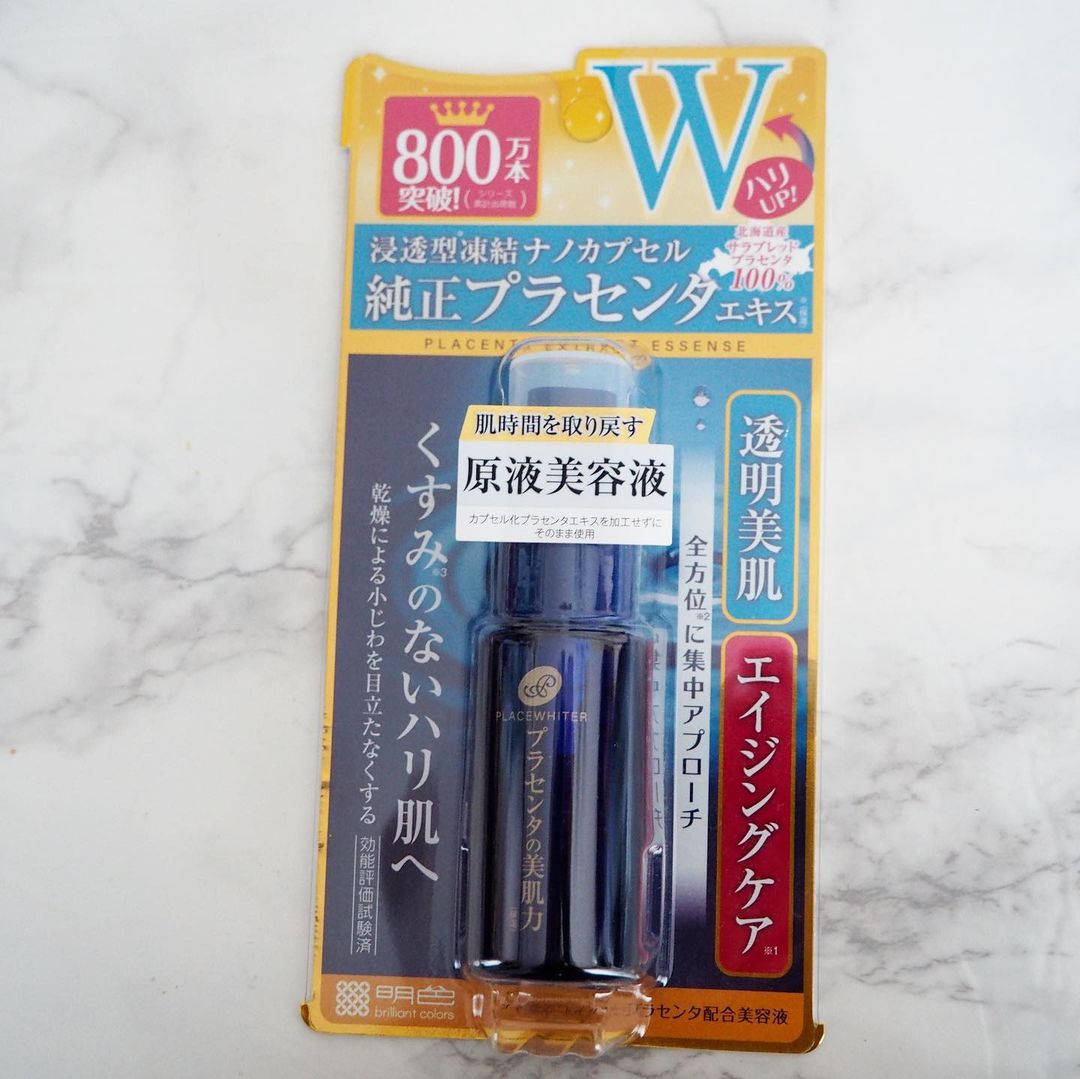 800万本
突破!
(シリーズ
累計出荷数)
W
ハリ
UP!
北海道産
サラブレッド
プラセンタ
100%
浸透型凍結ナノカプセル
純正プラセンタエキス
※(保湿)
PLACENTA EXTRACT ESSENSE
肌時間を取り戻す
原液美容液
カプセル化プラセンタエキスを加工せずに
そのまま使用
透明美肌
エイジングケア※1
全方位※2に集中アプローチ
くすみ※3のないハリ肌へ
乾燥による小じわを目立たなくする
効能評価試験済
PLACEWHITER
プラセンタの美肌力
明色
brilliant colors
プラセンタ配合美容液